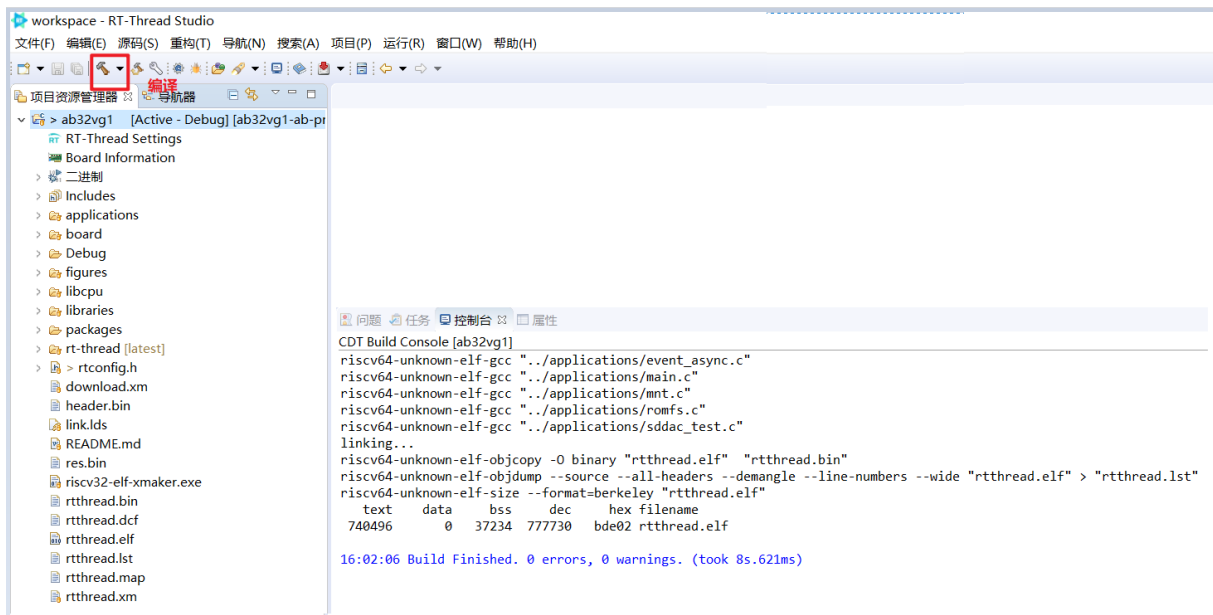 workspace - RT-Thread Studio
文件(F) 编辑(E) 源码(S) 重构(T) 导航(N) 搜索(A) 项目(P) 运行(R) 窗口(W) 帮助(H)
编译
项目资源管理器 导航器
> ab32vg1 [Active - Debug] [ab32vg1-ab-pr
RT-Thread Settings
Board Information
二进制
Includes
applications
board
Debug
figures
libcpu
libraries
packages
rt-thread [latest]
> rtconfig.h
download.xm
header.bin
link.lds
README.md
res.bin
riscv32-elf-xmaker.exe
rtthread.bin
rtthread.dcf
rtthread.elf
rtthread.lst
rtthread.map
rtthread.xm
问题 任务 控制台 属性
CDT Build Console [ab32vg1]
riscv64-unknown-elf-gcc "../applications/event_async.c"
riscv64-unknown-elf-gcc "../applications/main.c"
riscv64-unknown-elf-gcc "../applications/mnt.c"
riscv64-unknown-elf-gcc "../applications/romfs.c"
riscv64-unknown-elf-gcc "../applications/sddac_test.c"
linking...
riscv64-unknown-elf-objcopy -O binary "rtthread.elf" "rtthread.bin"
riscv64-unknown-elf-objdump --source --all-headers --demangle --line-numbers --wide "rtthread.elf" > "rtthread.lst"
riscv64-unknown-elf-size --format=berkeley "rtthread.elf"
text data bss dec hex filename
740496 0 37234 777730 bde02 rtthread.elf
16:02:06 Build Finished. 0 errors, 0 warnings. (took 8s.621ms)